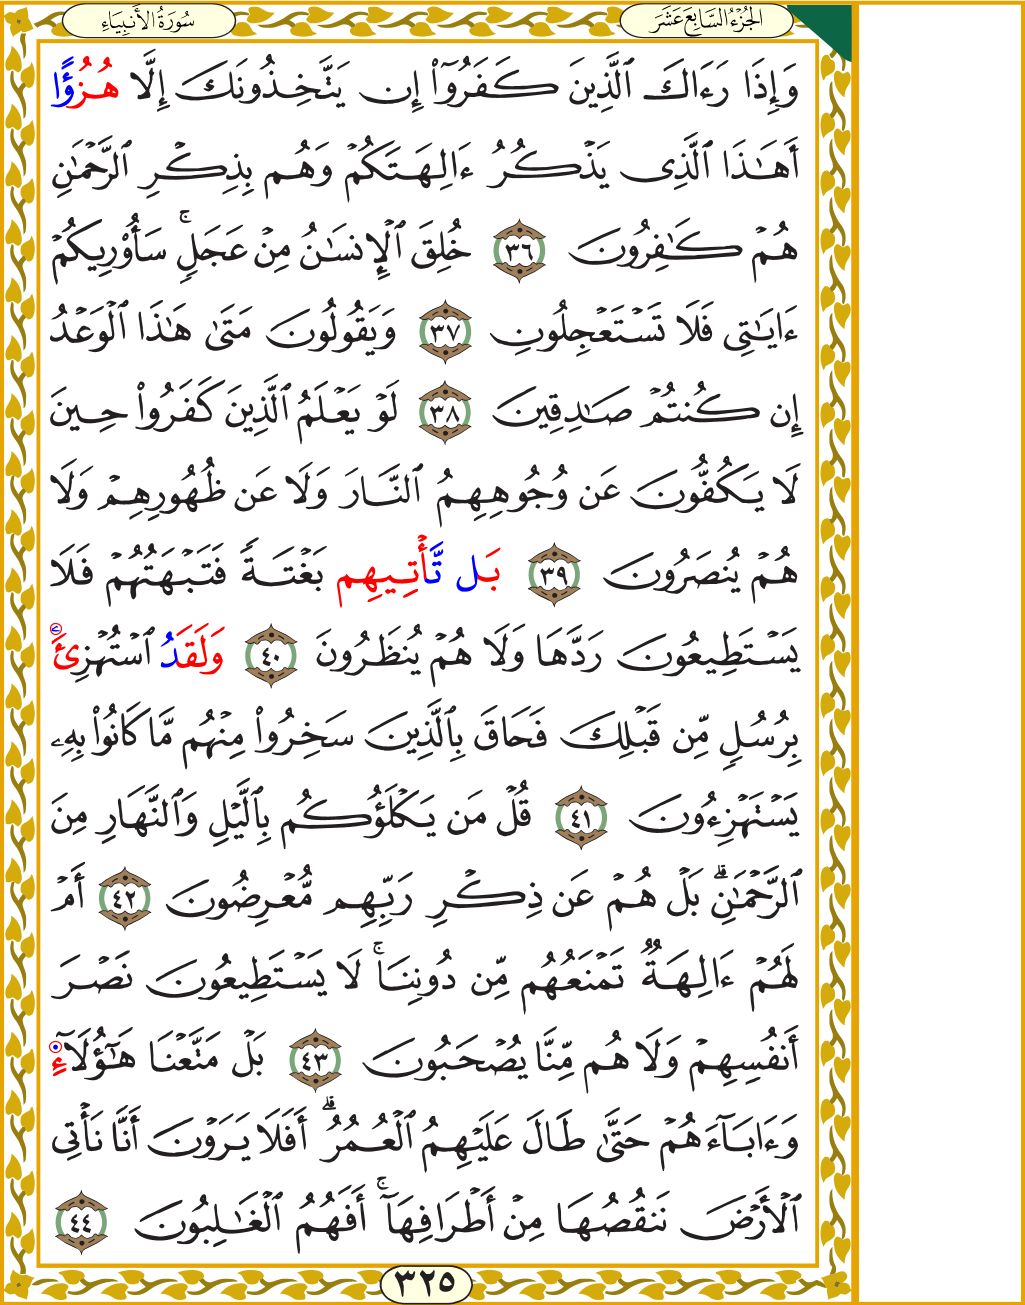 الجُزْءُ السَّابِعَ عَشَرَ
سُورَةُ الأَنبِيَاءِ
وَإِذَا رَءَاكَ ٱلَّذِينَ كَفَرُوٓاْ إِن يَتَّخِذُونَكَ إِلَّا هُزُؤًا
أَهَٰذَا ٱلَّذِى يَذْكُرُ ءَالِهَتَكُمْ وَهُم بِذِكْرِ ٱلرَّحْمَٰنِ
هُمْ كَٰفِرُونَ ٣٦ خُلِقَ ٱلْإِنسَٰنُ مِنْ عَجَلٍۚ سَأُوْرِيكُمْ
ءَايَٰتِى فَلَا تَسْتَعْجِلُونِ ٣٧ وَيَقُولُونَ مَتَىٰ هَٰذَا ٱلْوَعْدُ
إِن كُنتُمْ صَٰدِقِينَ ٣٨ لَوْ يَعْلَمُ ٱلَّذِينَ كَفَرُواْ حِينَ
لَا يَكُفُّونَ عَن وُجُوهِهِمُ ٱلنَّارَ وَلَا عَن ظُهُورِهِمْ وَلَا
هُمْ يُنصَرُونَ ٣٩ بَل تَّأْتِيهِم بَغْتَةً فَتَبْهَتُهُمْ فَلَا
يَسْتَطِيعُونَ رَدَّهَا وَلَا هُمْ يُنظَرُونَ ٤٠ وَلَقَدُ ٱسْتُهْزِئَ
بِرُسُلٍ مِّن قَبْلِكَ فَحَاقَ بِٱلَّذِينَ سَخِرُواْ مِنْهُم مَّا كَانُواْ بِهِۦ
يَسْتَهْزِءُونَ ٤١ قُلْ مَن يَكْلَؤُكُم بِٱلَّيْلِ وَٱلنَّهَارِ مِنَ
ٱلرَّحْمَٰنِۗ بَلْ هُمْ عَن ذِكْرِ رَبِّهِم مُّعْرِضُونَ ٤٢ أَمْ
لَهُمْ ءَالِهَةٌ تَمْنَعُهُم مِّن دُونِنَاۚ لَا يَسْتَطِيعُونَ نَصْرَ
أَنفُسِهِمْ وَلَا هُم مِّنَّا يُصْحَبُونَ ٤٣ بَلْ مَتَّعْنَا هَٰٓؤُلَآءِ
وَءَابَآءَهُمْ حَتَّىٰ طَالَ عَلَيْهِمُ ٱلْعُمُرُۗ أَفَلَا يَرَوْنَ أَنَّا نَأْتِى
ٱلْأَرْضَ نَنقُصُهَا مِنْ أَطْرَافِهَآۚ أَفَهُمُ ٱلْغَٰلِبُونَ ٤٤
٣٢٥